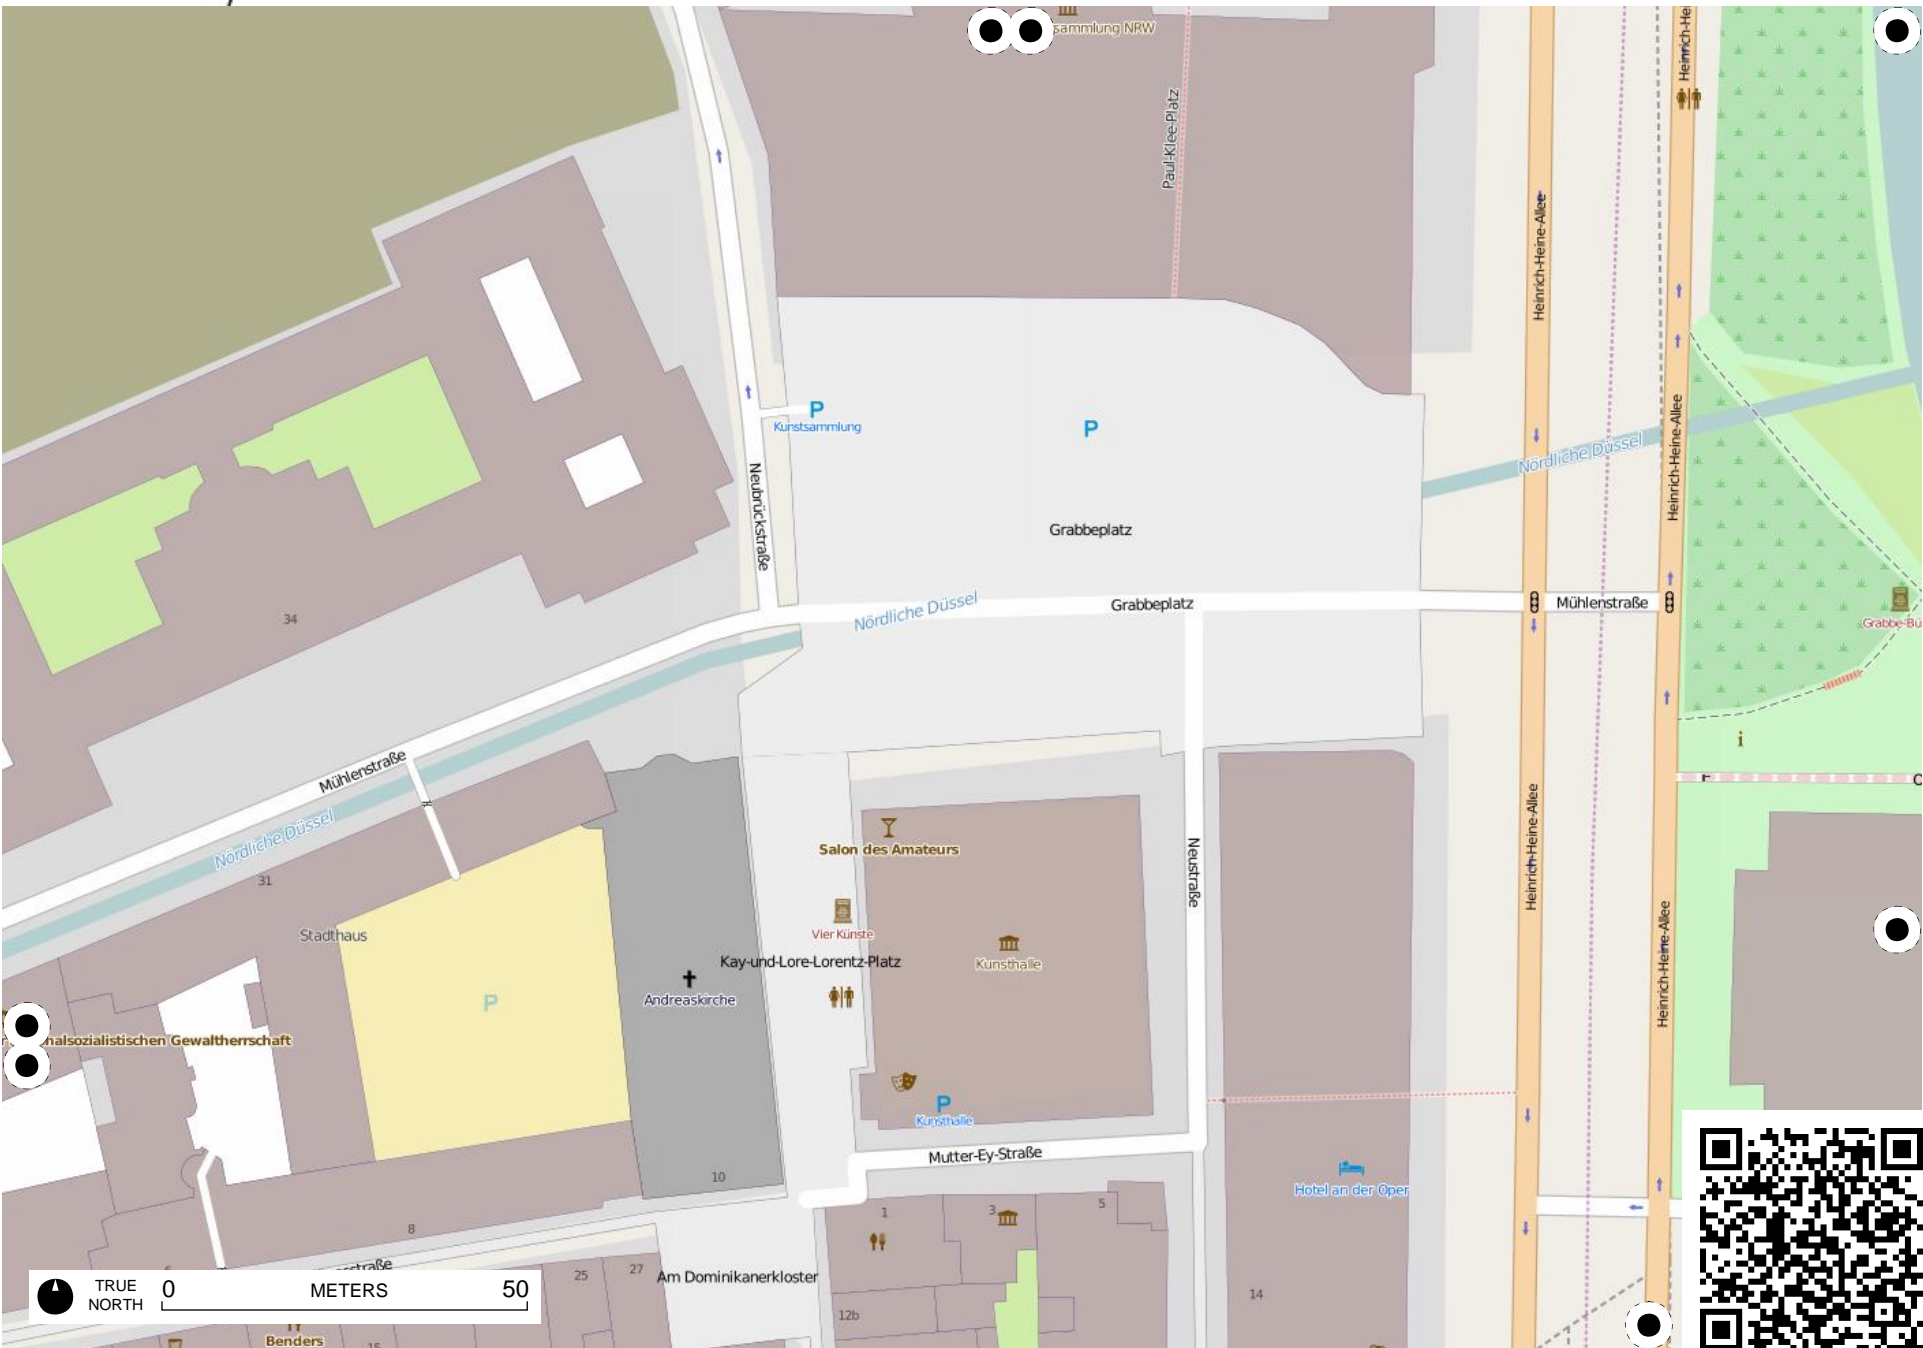 sammlung NRW
Heinrich-He
Paul-Klee-Platz
Heinrich-Heine-Allee
P
Kunstsammlung
P
Heinrich-Heine-Allee
Nördliche Düssel
Neubrückstraße
Grabbeplatz
Nördliche Düssel
Grabbeplatz
Mühlenstraße
34
Grabbe-Bü
i
Mühlenstraße
Nördliche Düssel
31
Stadthaus
Salon des Amateurs
Neustraße
Heinrich-Heine-Allee
Vier Künste
Kay-und-Lore-Lorentz-Platz
Kunsthalle
Heinrich-Heine-Allee
P
Andreaskirche
nalsozialistischen Gewaltherrschaft
P
Kunsthalle
Mutter-Ey-Straße
10
Hotel an der Oper
1
3
5
8
25
27
Am Dominikanerkloster
12b
14
TRUE NORTH
0 METERS 50
Benders
15